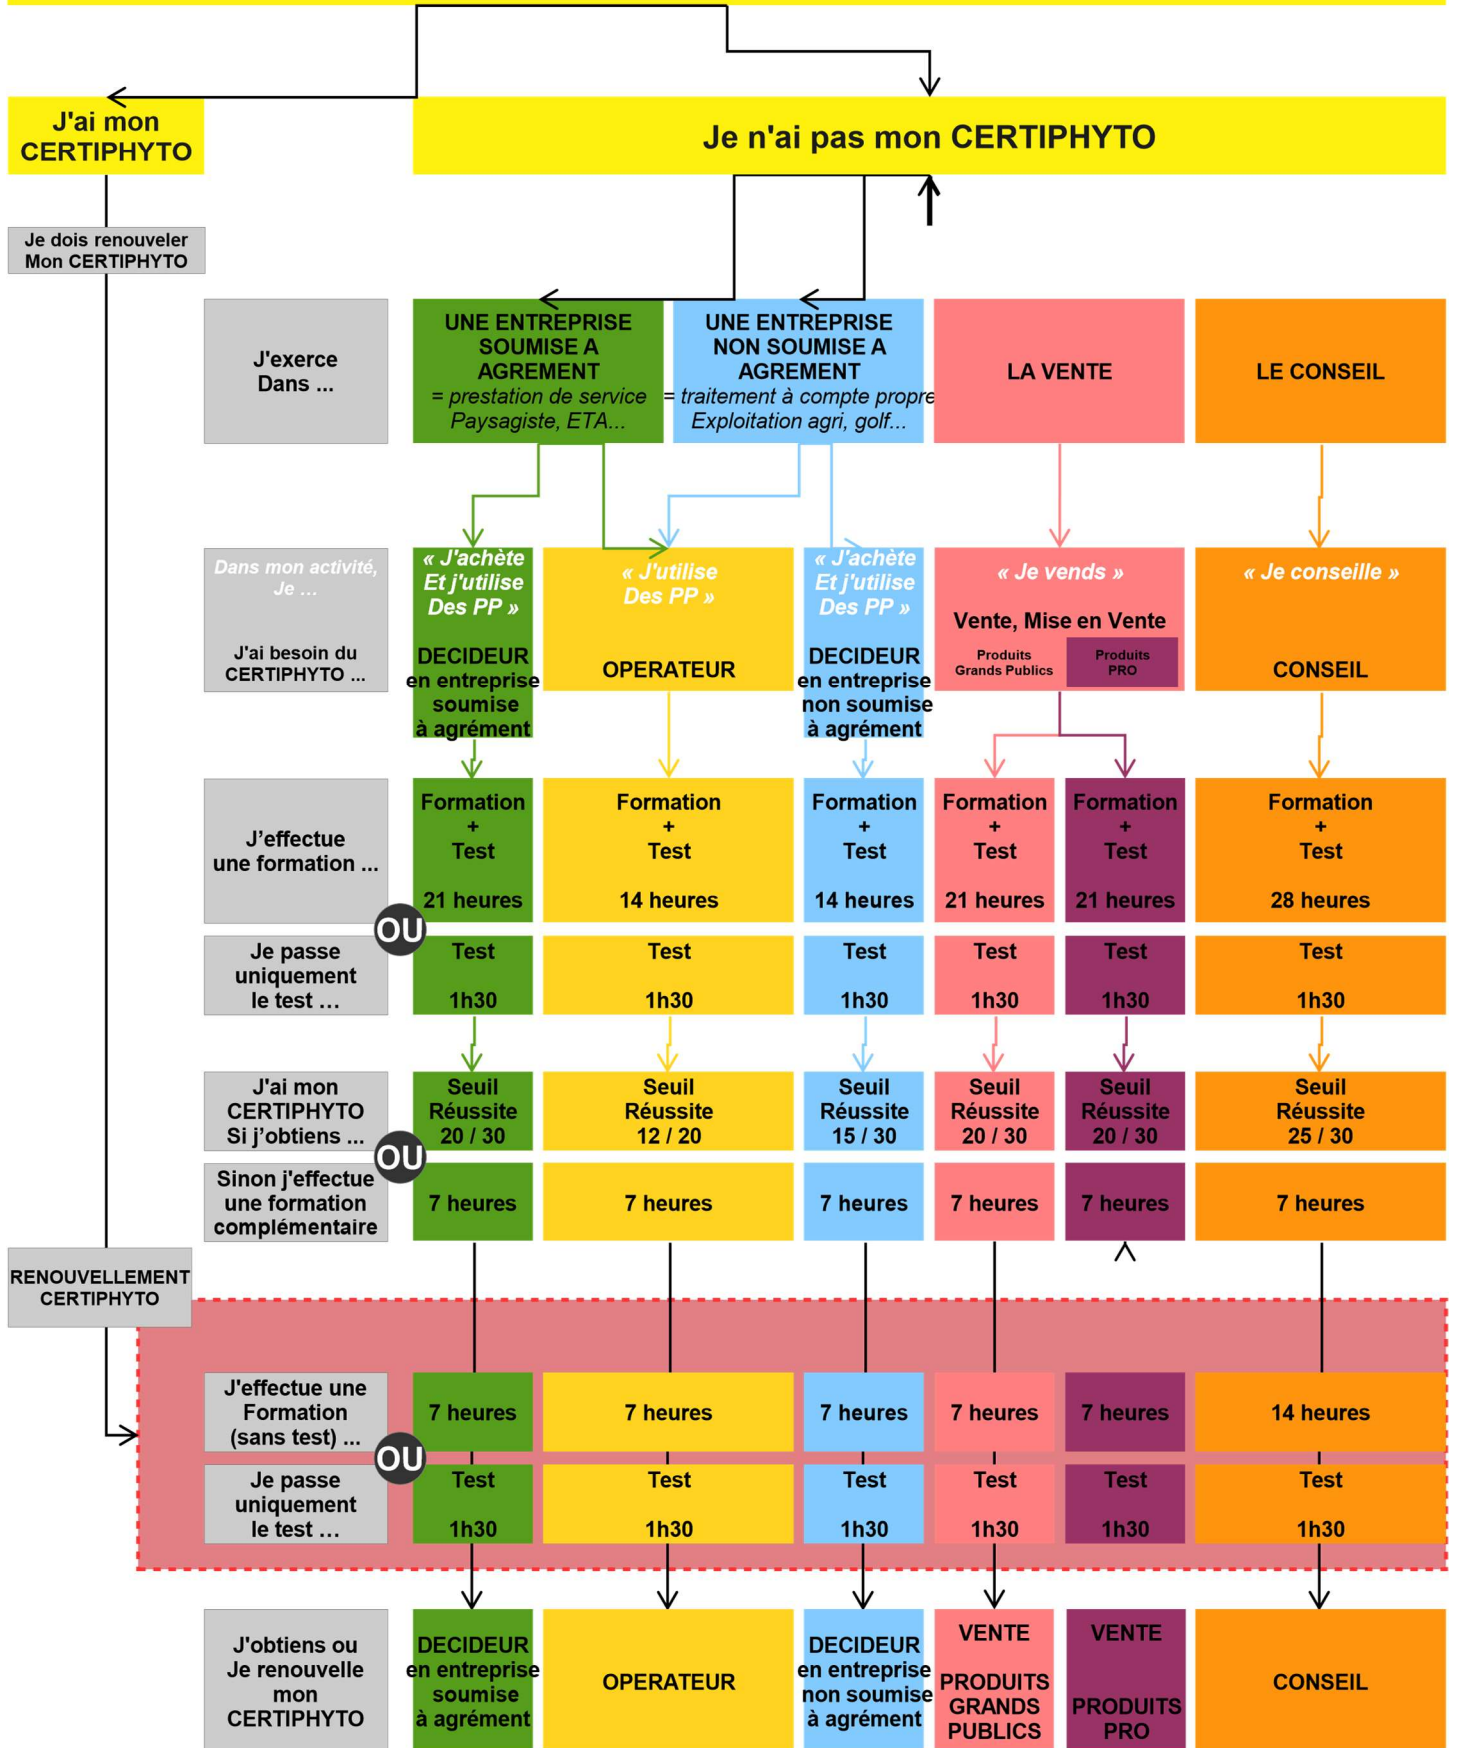 J'ai mon
CERTIPHYTO
Je n'ai pas mon CERTIPHYTO
Je dois renouveler
Mon CERTIPHYTO
J'exerce
Dans ...
UNE ENTREPRISE
SOUMISE A
AGREMENT
= prestation de service
Paysagiste, ETA...
UNE ENTREPRISE
NON SOUMISE A
AGREMENT
= traitement à compte propre
Exploitation agri, golf...
LA VENTE
LE CONSEIL
Dans mon activité,
Je ...
J'ai besoin du
CERTIPHYTO ...
« J'achète
Et j'utilise
Des PP »
DECIDEUR
en entreprise
soumise
à agrément
« J'utilise
Des PP »
OPERATEUR
« J'achète
Et j'utilise
Des PP »
DECIDEUR
en entreprise
non soumise
à agrément
« Je vends »
Vente, Mise en Vente
Produits
Grands Publics
Produits
PRO
« Je conseille »
CONSEIL
J’effectue
une formation ...
Formation
+
Test
21 heures
Formation
+
Test
14 heures
Formation
+
Test
14 heures
Formation
+
Test
21 heures
Formation
+
Test
21 heures
Formation
+
Test
28 heures
OU
Je passe
uniquement
le test ...
Test
1h30
Test
1h30
Test
1h30
Test
1h30
Test
1h30
Test
1h30
J'ai mon
CERTIPHYTO
Si j’obtiens ...
Seuil
Réussite
20 / 30
Seuil
Réussite
12 / 20
Seuil
Réussite
15 / 30
Seuil
Réussite
20 / 30
Seuil
Réussite
20 / 30
Seuil
Réussite
25 / 30
OU
Sinon j'effectue
une formation
complémentaire
7 heures
7 heures
7 heures
7 heures
7 heures
7 heures
RENOUVELLEMENT
CERTIPHYTO
J'effectue une
Formation
(sans test) ...
7 heures
7 heures
7 heures
7 heures
7 heures
14 heures
OU
Je passe
uniquement
le test ...
Test
1h30
Test
1h30
Test
1h30
Test
1h30
Test
1h30
Test
1h30
J'obtiens ou
Je renouvelle
mon
CERTIPHYTO
DECIDEUR
en entreprise
soumise
à agrément
OPERATEUR
DECIDEUR
en entreprise
non soumise
à agrément
VENTE
PRODUITS
GRANDS
PUBLICS
VENTE
PRODUITS
PRO
CONSEIL